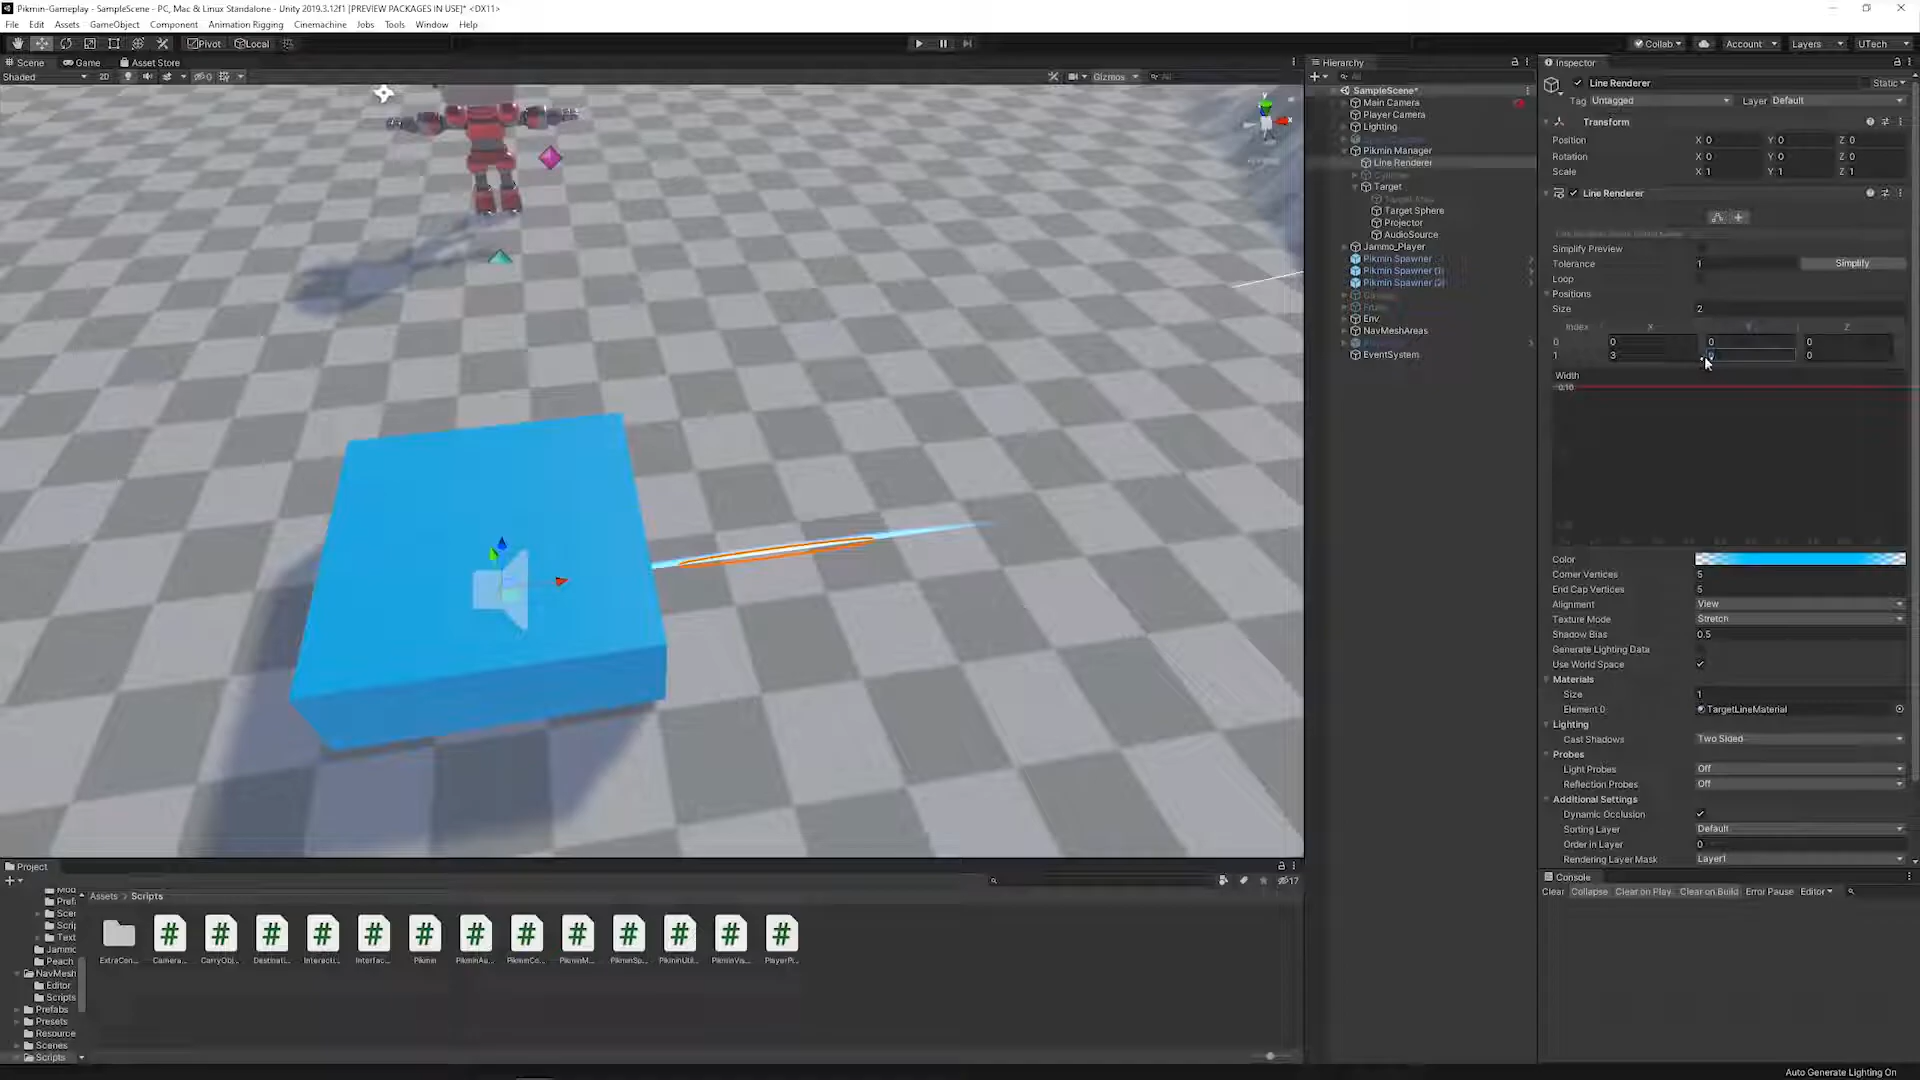 Pikmin-Gameplay - SampleScene - PC, Mac & Linux Standalone - Unity 2019.3.12f1 [PREVIEW PACKAGES IN USE]* <DX11>
File Edit Assets GameObject Component Animation Rigging Cinemachine Jobs Tools Window Help
Pivot Local Collab Account Layers UTech
Scene Game Asset Store
Shaded 2D Gizmos All
Hierarchy
All
SampleScene*
Main Camera
Player Camera
Lighting
Pikmin Manager
Line Renderer
Cylinder
Target
Target Sphere
Projector
AudioSource
Jammo_Player
Pikmin Spawner
Pikmin Spawner (1)
Pikmin Spawner (2)
Env
NavMeshAreas
EventSystem
Inspector
Line Renderer Static
Tag Untagged Layer Default
Transform
Position X 0 Y 0 Z 0
Rotation X 0 Y 0 Z 0
Scale X 1 Y 1 Z 1
Line Renderer
Simplify Preview
Tolerance 1 Simplify
Loop
Positions
Size 2
Index X Y Z
0 0 0 0
1 3 0 0
Width
0.10
Color
Corner Vertices 5
End Cap Vertices 5
Alignment View
Texture Mode Stretch
Shadow Bias 0.5
Generate Lighting Data
Use World Space
Materials
Size 1
Element 0 TargetLineMaterial
Lighting
Cast Shadows Two Sided
Probes
Light Probes Off
Reflection Probes Off
Additional Settings
Dynamic Occlusion
Sorting Layer Default
Order in Layer 0
Rendering Layer Mask Layer1
Project
17
Mod
Prefa
Scen
Scrip
Text
Jammo
Peach
NavMesh
Editor
Scripts
Prefabs
Presets
Resource
Scenes
Scripts
Assets > Scripts
ExtraCon... Camera... CarryObj... Destinati... Interacti... Interfac... Pikmin PikminAu... PikminCo... PikminM... PikminSp... PikminUti... PikminVis... PlayerPi...
Console
Clear Collapse Clear on Play Clear on Build Error Pause Editor
Auto Generate Lighting On